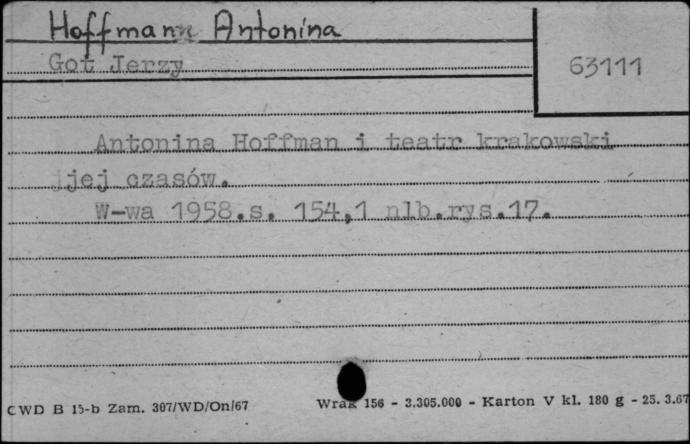 Hoffmann Antonina
Got Jerzy
63111
Antonina Hoffman i teatr krakowski
jej czasów.
W-wa 1958.s. 154,1 nlb.rys.17.
CWD B 15-b Zam. 307/WD/On/67
Wrak 156 - 3.305.000 - Karton V kl. 180 g - 25. 3.67